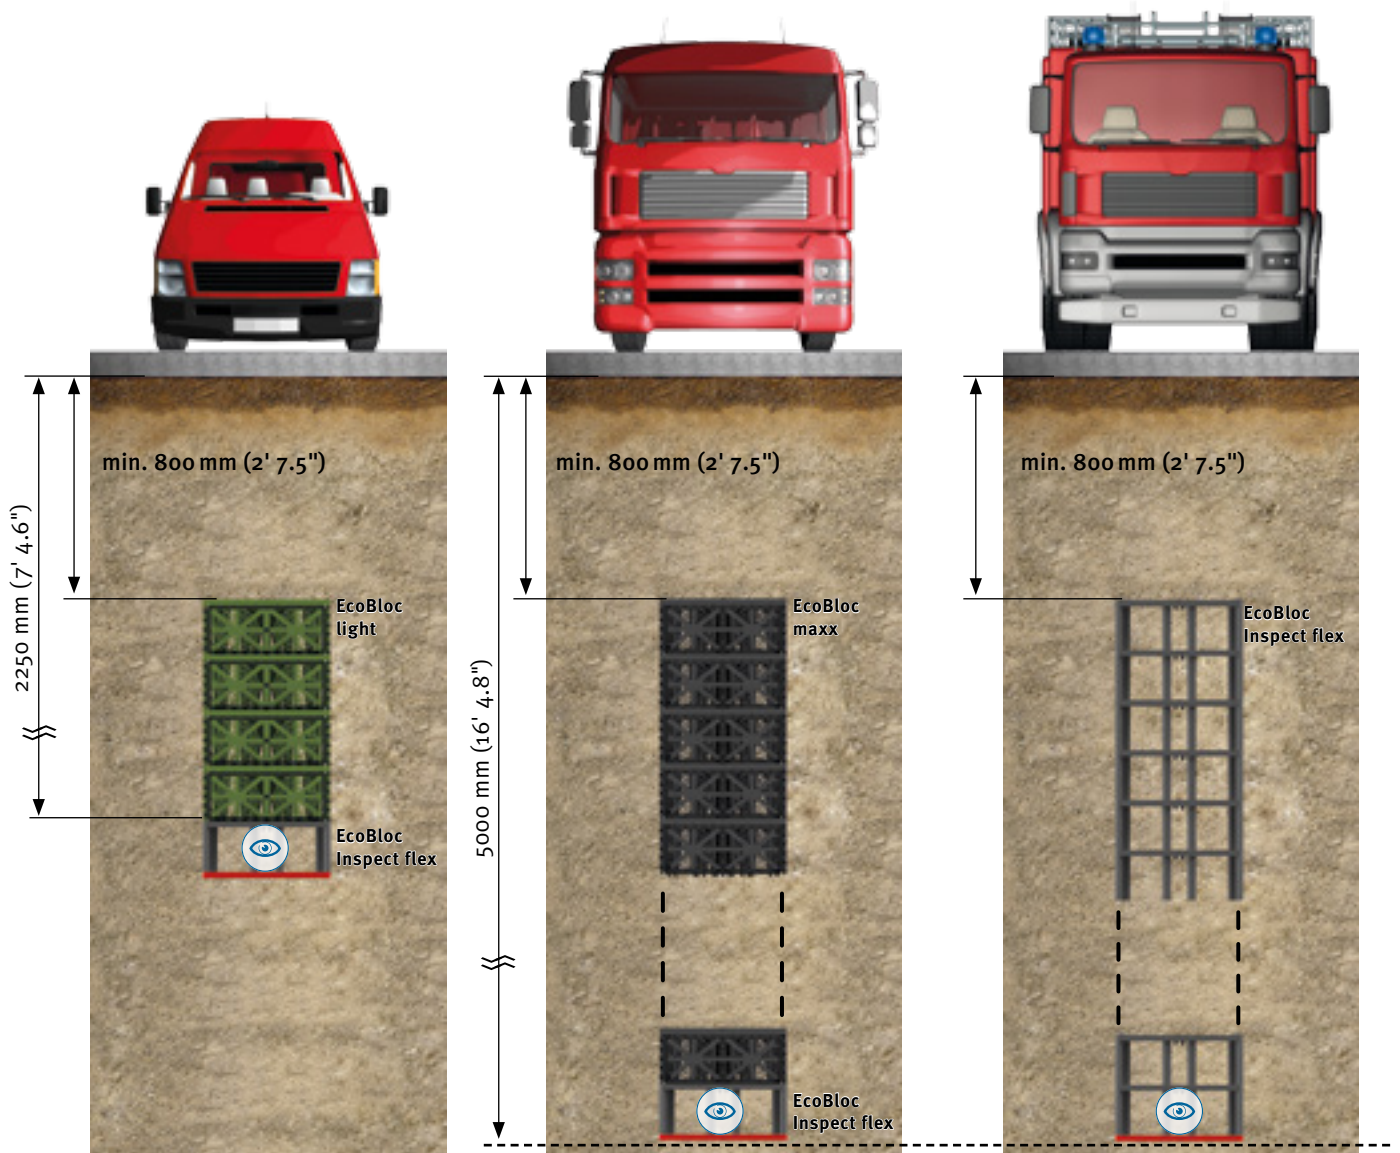 min. 800 mm (2' 7.5")
2250 mm (7' 4.6")
EcoBloc
light
EcoBloc
Inspect flex
min. 800 mm (2' 7.5")
5000 mm (16' 4.8")
EcoBloc
maxx
EcoBloc
Inspect flex
min. 800 mm (2' 7.5")
EcoBloc
Inspect flex